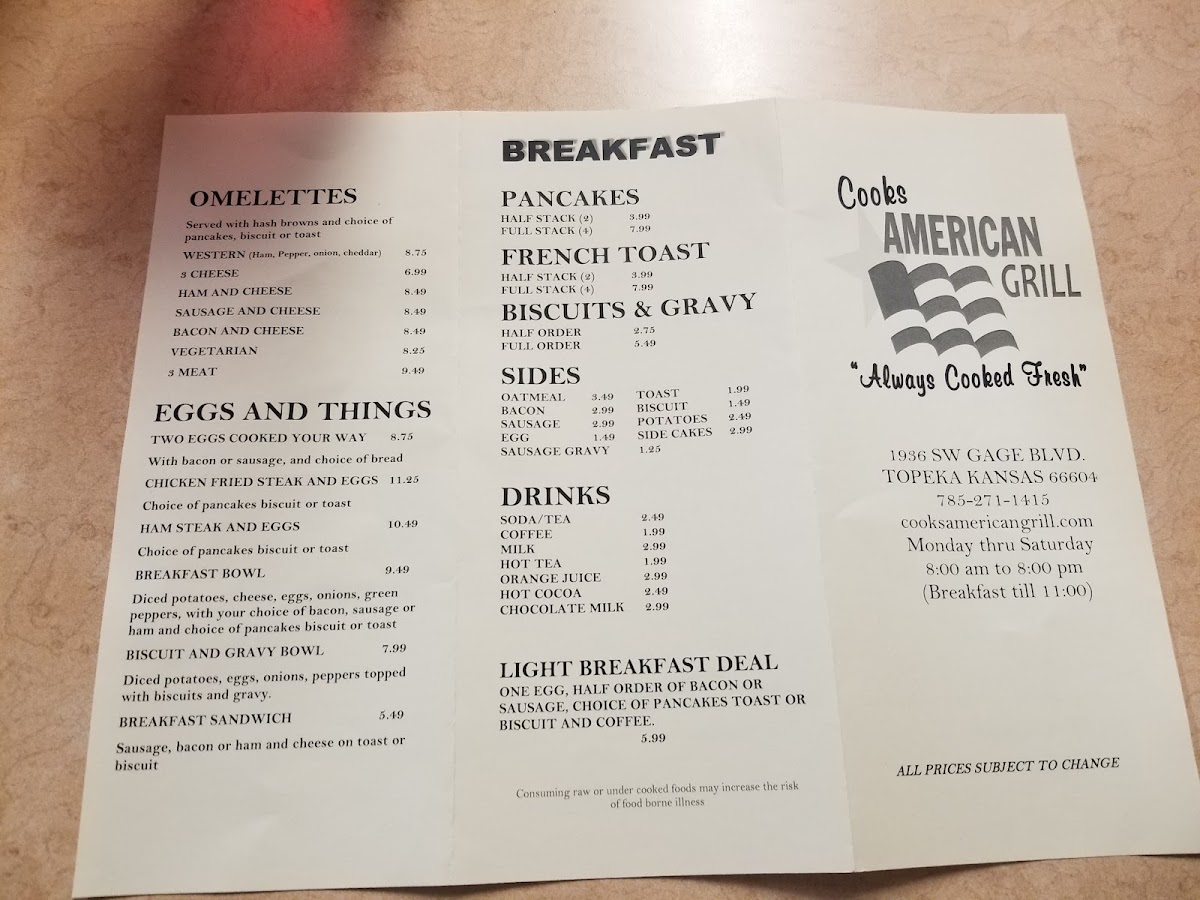 OMELETTES
Served with hash browns and choice of
pancakes, biscuit or toast
WESTERN (Ham, Pepper, onion, cheddar) 8.75
3 CHEESE 6.99
HAM AND CHEESE 8.49
SAUSAGE AND CHEESE 8.49
BACON AND CHEESE 8.49
VEGETARIAN 8.25
3 MEAT 9.49
EGGS AND THINGS
TWO EGGS COOKED YOUR WAY 8.75
With bacon or sausage, and choice of bread
CHICKEN FRIED STEAK AND EGGS 11.25
Choice of pancakes biscuit or toast
HAM STEAK AND EGGS 10.49
Choice of pancakes biscuit or toast
BREAKFAST BOWL 9.49
Diced potatoes, cheese, eggs, onions, green
peppers, with your choice of bacon, sausage or
ham and choice of pancakes biscuit or toast
BISCUIT AND GRAVY BOWL 7.99
Diced potatoes, eggs, onions, peppers topped
with biscuits and gravy.
BREAKFAST SANDWICH 5.49
Sausage, bacon or ham and cheese on toast or
biscuit
BREAKFAST
PANCAKES
HALF STACK (2) 3.99
FULL STACK (4) 7.99
FRENCH TOAST
HALF STACK (2) 3.99
FULL STACK (4) 7.99
BISCUITS & GRAVY
HALF ORDER 2.75
FULL ORDER 5.49
SIDES
OATMEAL 3.49 TOAST 1.99
BACON 2.99 BISCUIT 1.49
SAUSAGE 2.99 POTATOES 2.49
EGG 1.49 SIDE CAKES 2.99
SAUSAGE GRAVY 1.25
DRINKS
SODA/TEA 2.49
COFFEE 1.99
MILK 2.99
HOT TEA 1.99
ORANGE JUICE 2.99
HOT COCOA 2.49
CHOCOLATE MILK 2.99
LIGHT BREAKFAST DEAL
ONE EGG, HALF ORDER OF BACON OR
SAUSAGE, CHOICE OF PANCAKES TOAST OR
BISCUIT AND COFFEE.
5.99
Consuming raw or under cooked foods may increase the risk
of food borne illness
Cooks
AMERICAN
GRILL
"Always Cooked Fresh"
1936 SW GAGE BLVD.
TOPEKA KANSAS 66604
785-271-1415
cooksamericangrill.com
Monday thru Saturday
8:00 am to 8:00 pm
(Breakfast till 11:00)
ALL PRICES SUBJECT TO CHANGE